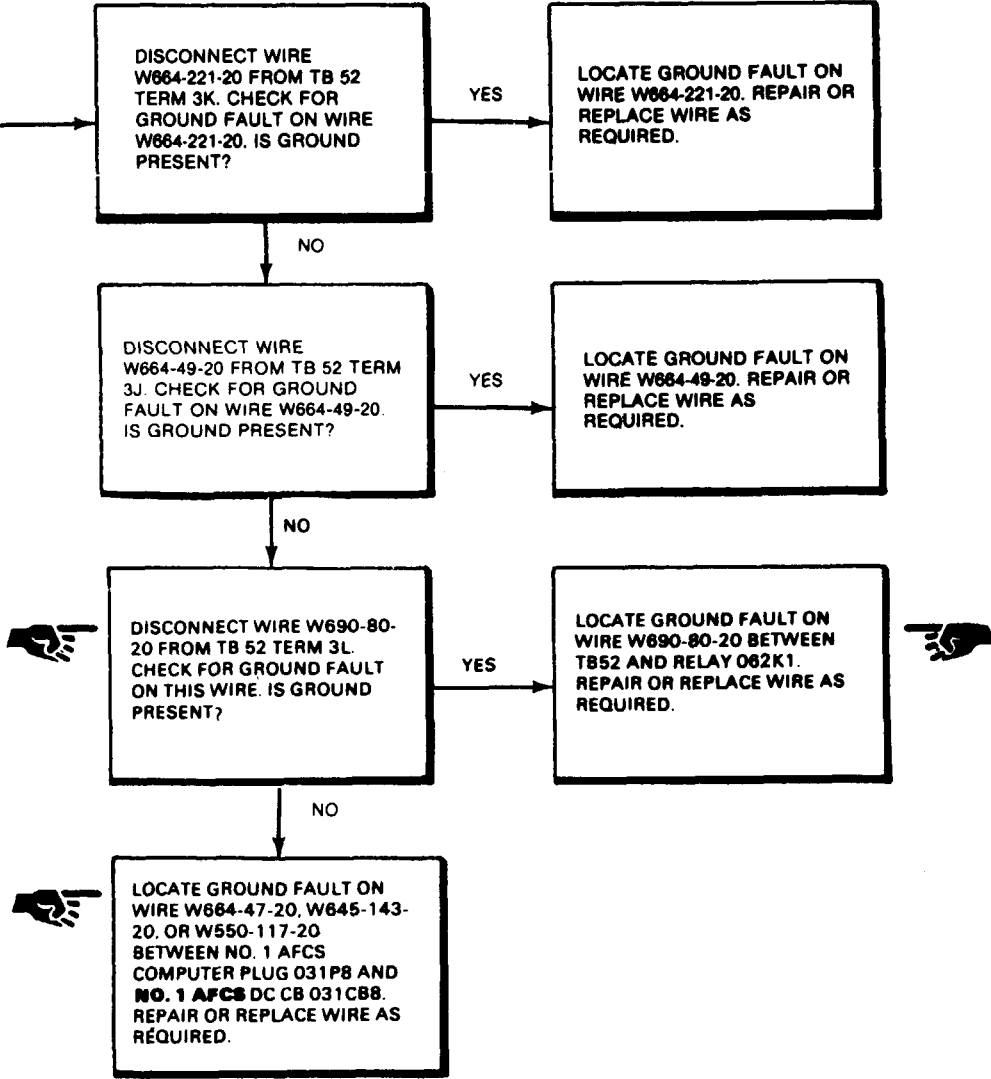 DISCONNECT WIRE
W664-221-20 FROM TB 52
TERM 3K. CHECK FOR
GROUND FAULT ON WIRE
W664-221-20. IS GROUND
PRESENT?
YES
LOCATE GROUND FAULT ON
WIRE W664-221-20. REPAIR OR
REPLACE WIRE AS
REQUIRED.
NO
DISCONNECT WIRE
W664-49-20 FROM TB 52 TERM
3J. CHECK FOR GROUND
FAULT ON WIRE W664-49-20.
IS GROUND PRESENT?
YES
LOCATE GROUND FAULT ON
WIRE W664-49-20. REPAIR OR
REPLACE WIRE AS
REQUIRED.
NO
DISCONNECT WIRE W690-80-
20 FROM TB 52 TERM 3L.
CHECK FOR GROUND FAULT
ON THIS WIRE. IS GROUND
PRESENT?
YES
LOCATE GROUND FAULT ON
WIRE W690-80-20 BETWEEN
TB52 AND RELAY 062K1.
REPAIR OR REPLACE WIRE AS
REQUIRED.
NO
LOCATE GROUND FAULT ON
WIRE W664-47-20, W645-143-
20, OR W550-117-20
BETWEEN NO. 1 AFCS
COMPUTER PLUG 031P8 AND
NO. 1 AFCS DC CB 031CB8.
REPAIR OR REPLACE WIRE AS
REQUIRED.